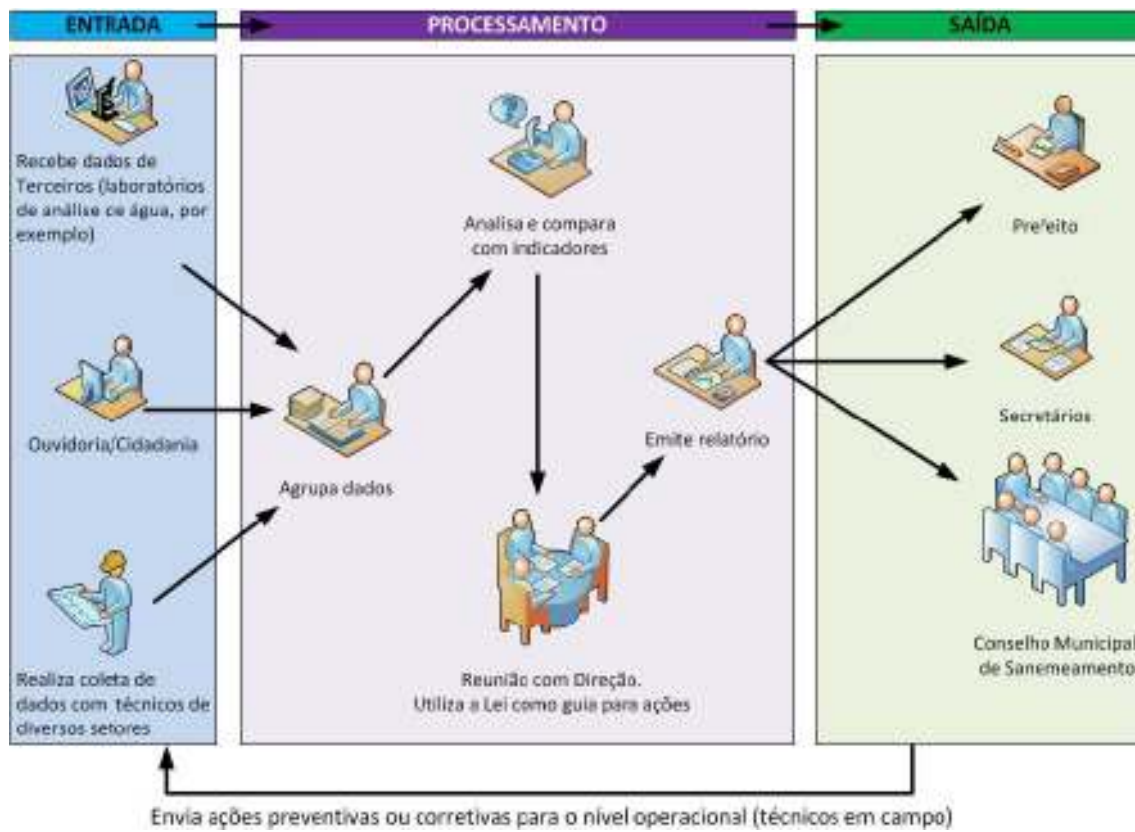 ENTRADA
PROCESSAMENTO
SAÍDA
Recebe dados de
Terceiros (laboratórios
de análise ce água, por
exemplo)
Ouvidoria/Cidadania
Realiza coleta de
dados com técnicos de
diversos setores
Agrupa dados
Analisa e compara
com indicadores
Reunião com Direção.
Utiliza a Lei como guia para ações
Emite relatório
Prefeito
Secretários
Conselho Municipal
de Sanemeamento
Envia ações preventivas ou corretivas para o nível operacional (técnicos em campo)